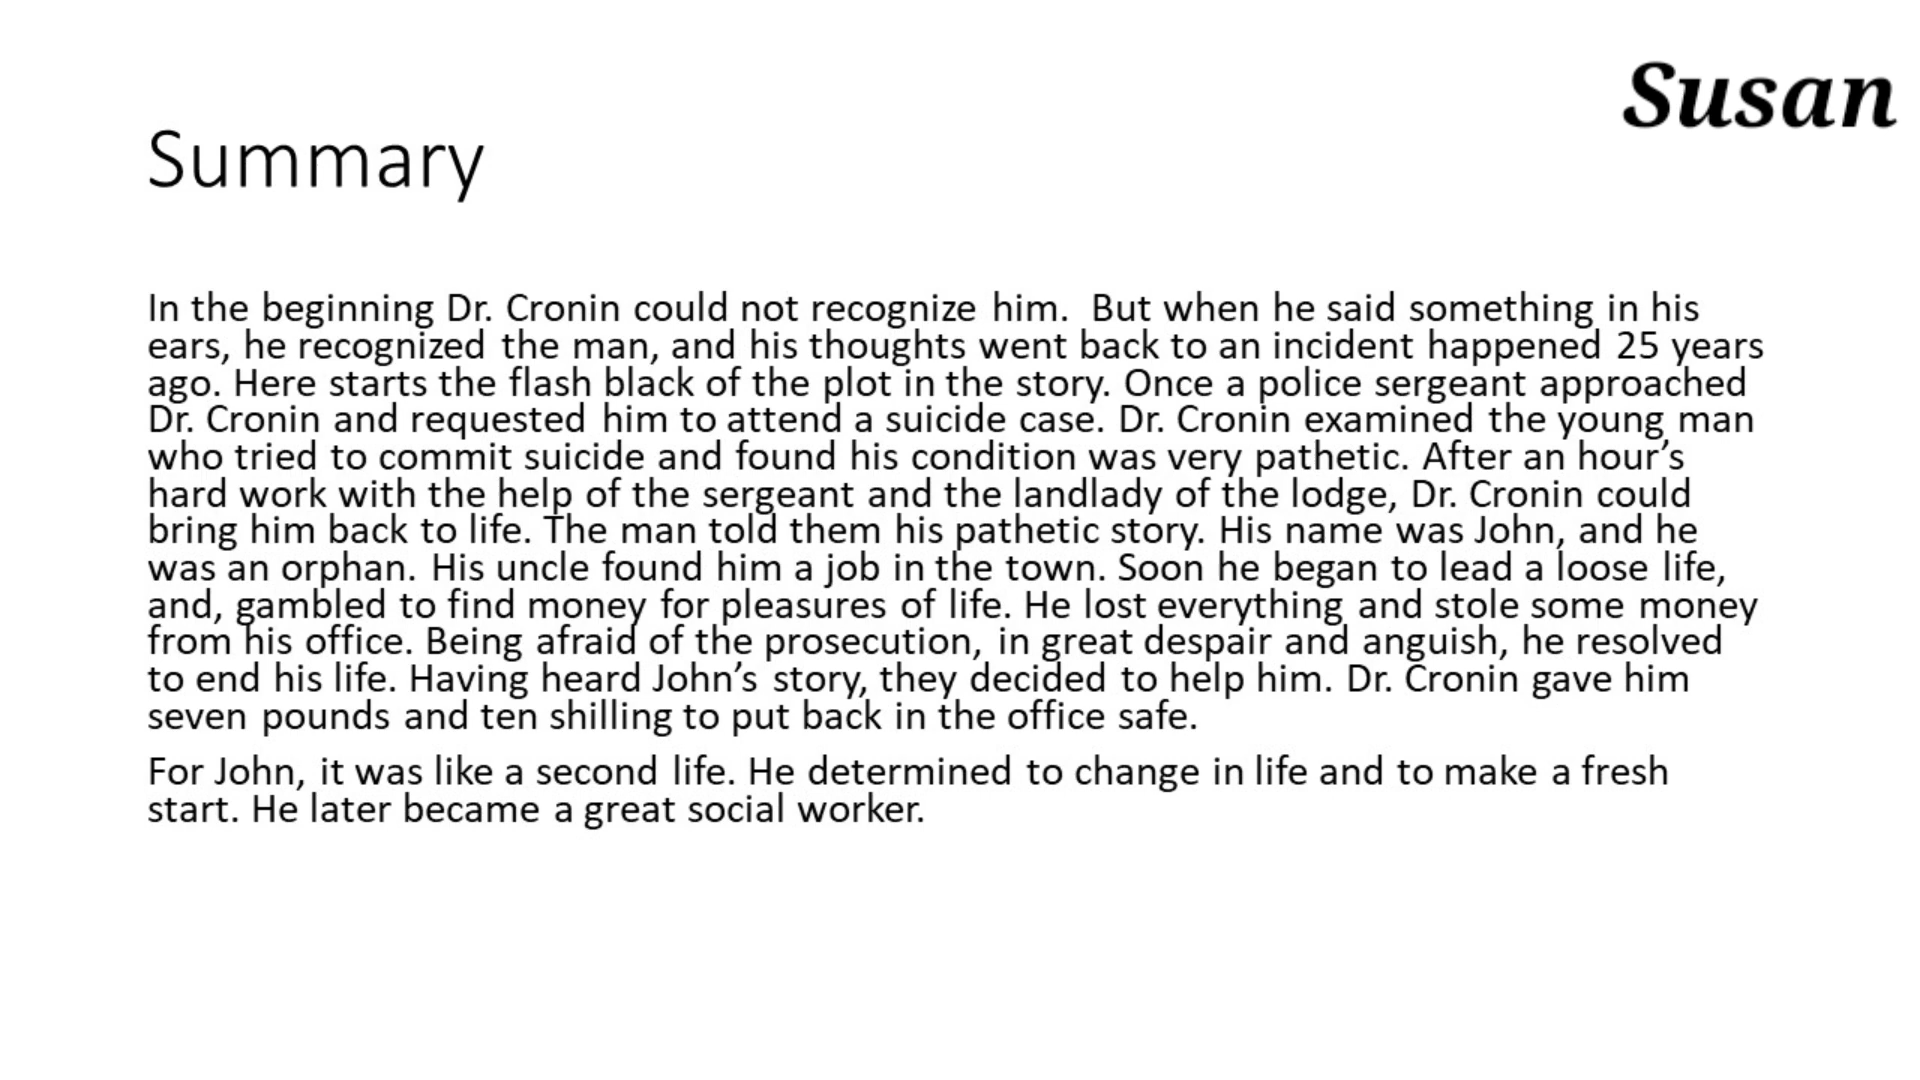 Susan
Summary
In the beginning Dr. Cronin could not recognize him.  But when he said something in his
ears, he recognized the man, and his thoughts went back to an incident happened 25 years
ago. Here starts the flash black of the plot in the story. Once a police sergeant approached
Dr. Cronin and requested him to attend a suicide case. Dr. Cronin examined the young man
who tried to commit suicide and found his condition was very pathetic. After an hour’s
hard work with the help of the sergeant and the landlady of the lodge, Dr. Cronin could
bring him back to life. The man told them his pathetic story. His name was John, and he
was an orphan. His uncle found him a job in the town. Soon he began to lead a loose life,
and, gambled to find money for pleasures of life. He lost everything and stole some money
from his office. Being afraid of the prosecution, in great despair and anguish, he resolved
to end his life. Having heard John’s story, they decided to help him. Dr. Cronin gave him
seven pounds and ten shilling to put back in the office safe.
For John, it was like a second life. He determined to change in life and to make a fresh
start. He later became a great social worker.